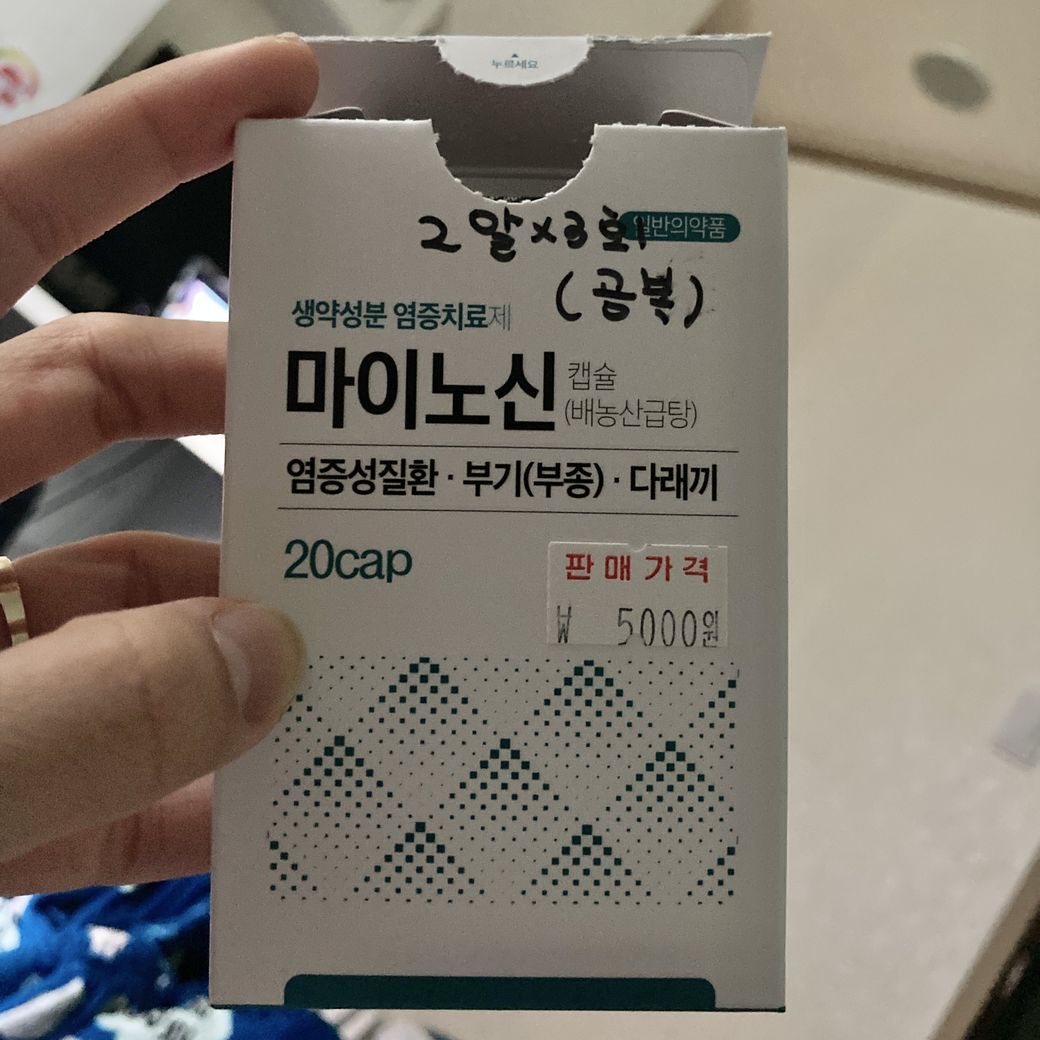 누르세요
2알x3회
일반의약품
(공복)
생약성분 염증치료제
마이노신 캡슐
(배농산급탕)
염증성질환 · 부기(부종) · 다래끼
20cap
판매가격
₩ 5000원